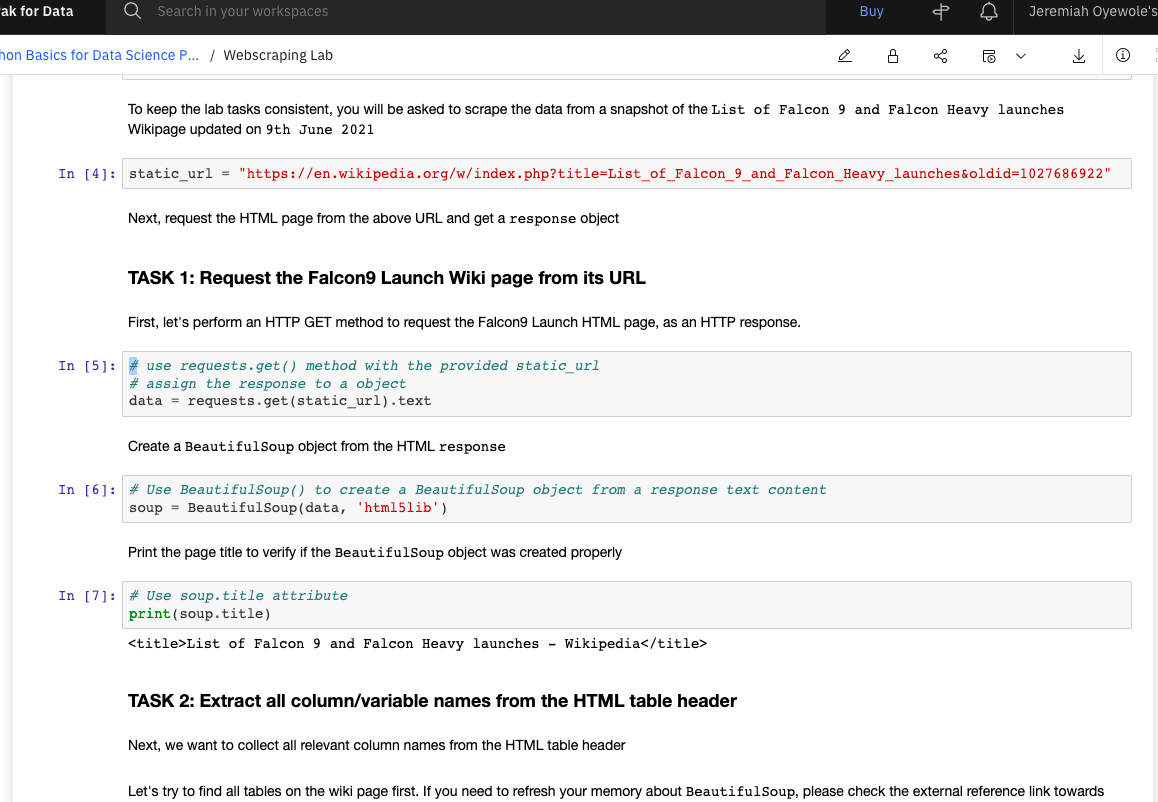 ak for Data
Search in your workspaces
Buy
Jeremiah Oyewole's
hon Basics for Data Science P... / Webscraping Lab
To keep the lab tasks consistent, you will be asked to scrape the data from a snapshot of the List of Falcon 9 and Falcon Heavy launches
Wikipage updated on 9th June 2021
In [4]: static_url = "https://en.wikipedia.org/w/index.php?title=List_of_Falcon_9_and_Falcon_Heavy_launches&oldid=1027686922"
Next, request the HTML page from the above URL and get a response object
TASK 1: Request the Falcon9 Launch Wiki page from its URL
First, let's perform an HTTP GET method to request the Falcon9 Launch HTML page, as an HTTP response.
In [5]: # use requests.get() method with the provided static_url
# assign the response to a object
data = requests.get(static_url).text
Create a BeautifulSoup object from the HTML response
In [6]: # Use BeautifulSoup() to create a BeautifulSoup object from a response text content
soup = BeautifulSoup(data, 'html5lib')
Print the page title to verify if the BeautifulSoup object was created properly
In [7]: # Use soup.title attribute
print(soup.title)
<title>List of Falcon 9 and Falcon Heavy launches - Wikipedia</title>
TASK 2: Extract all column/variable names from the HTML table header
Next, we want to collect all relevant column names from the HTML table header
Let's try to find all tables on the wiki page first. If you need to refresh your memory about BeautifulSoup, please check the external reference link towards